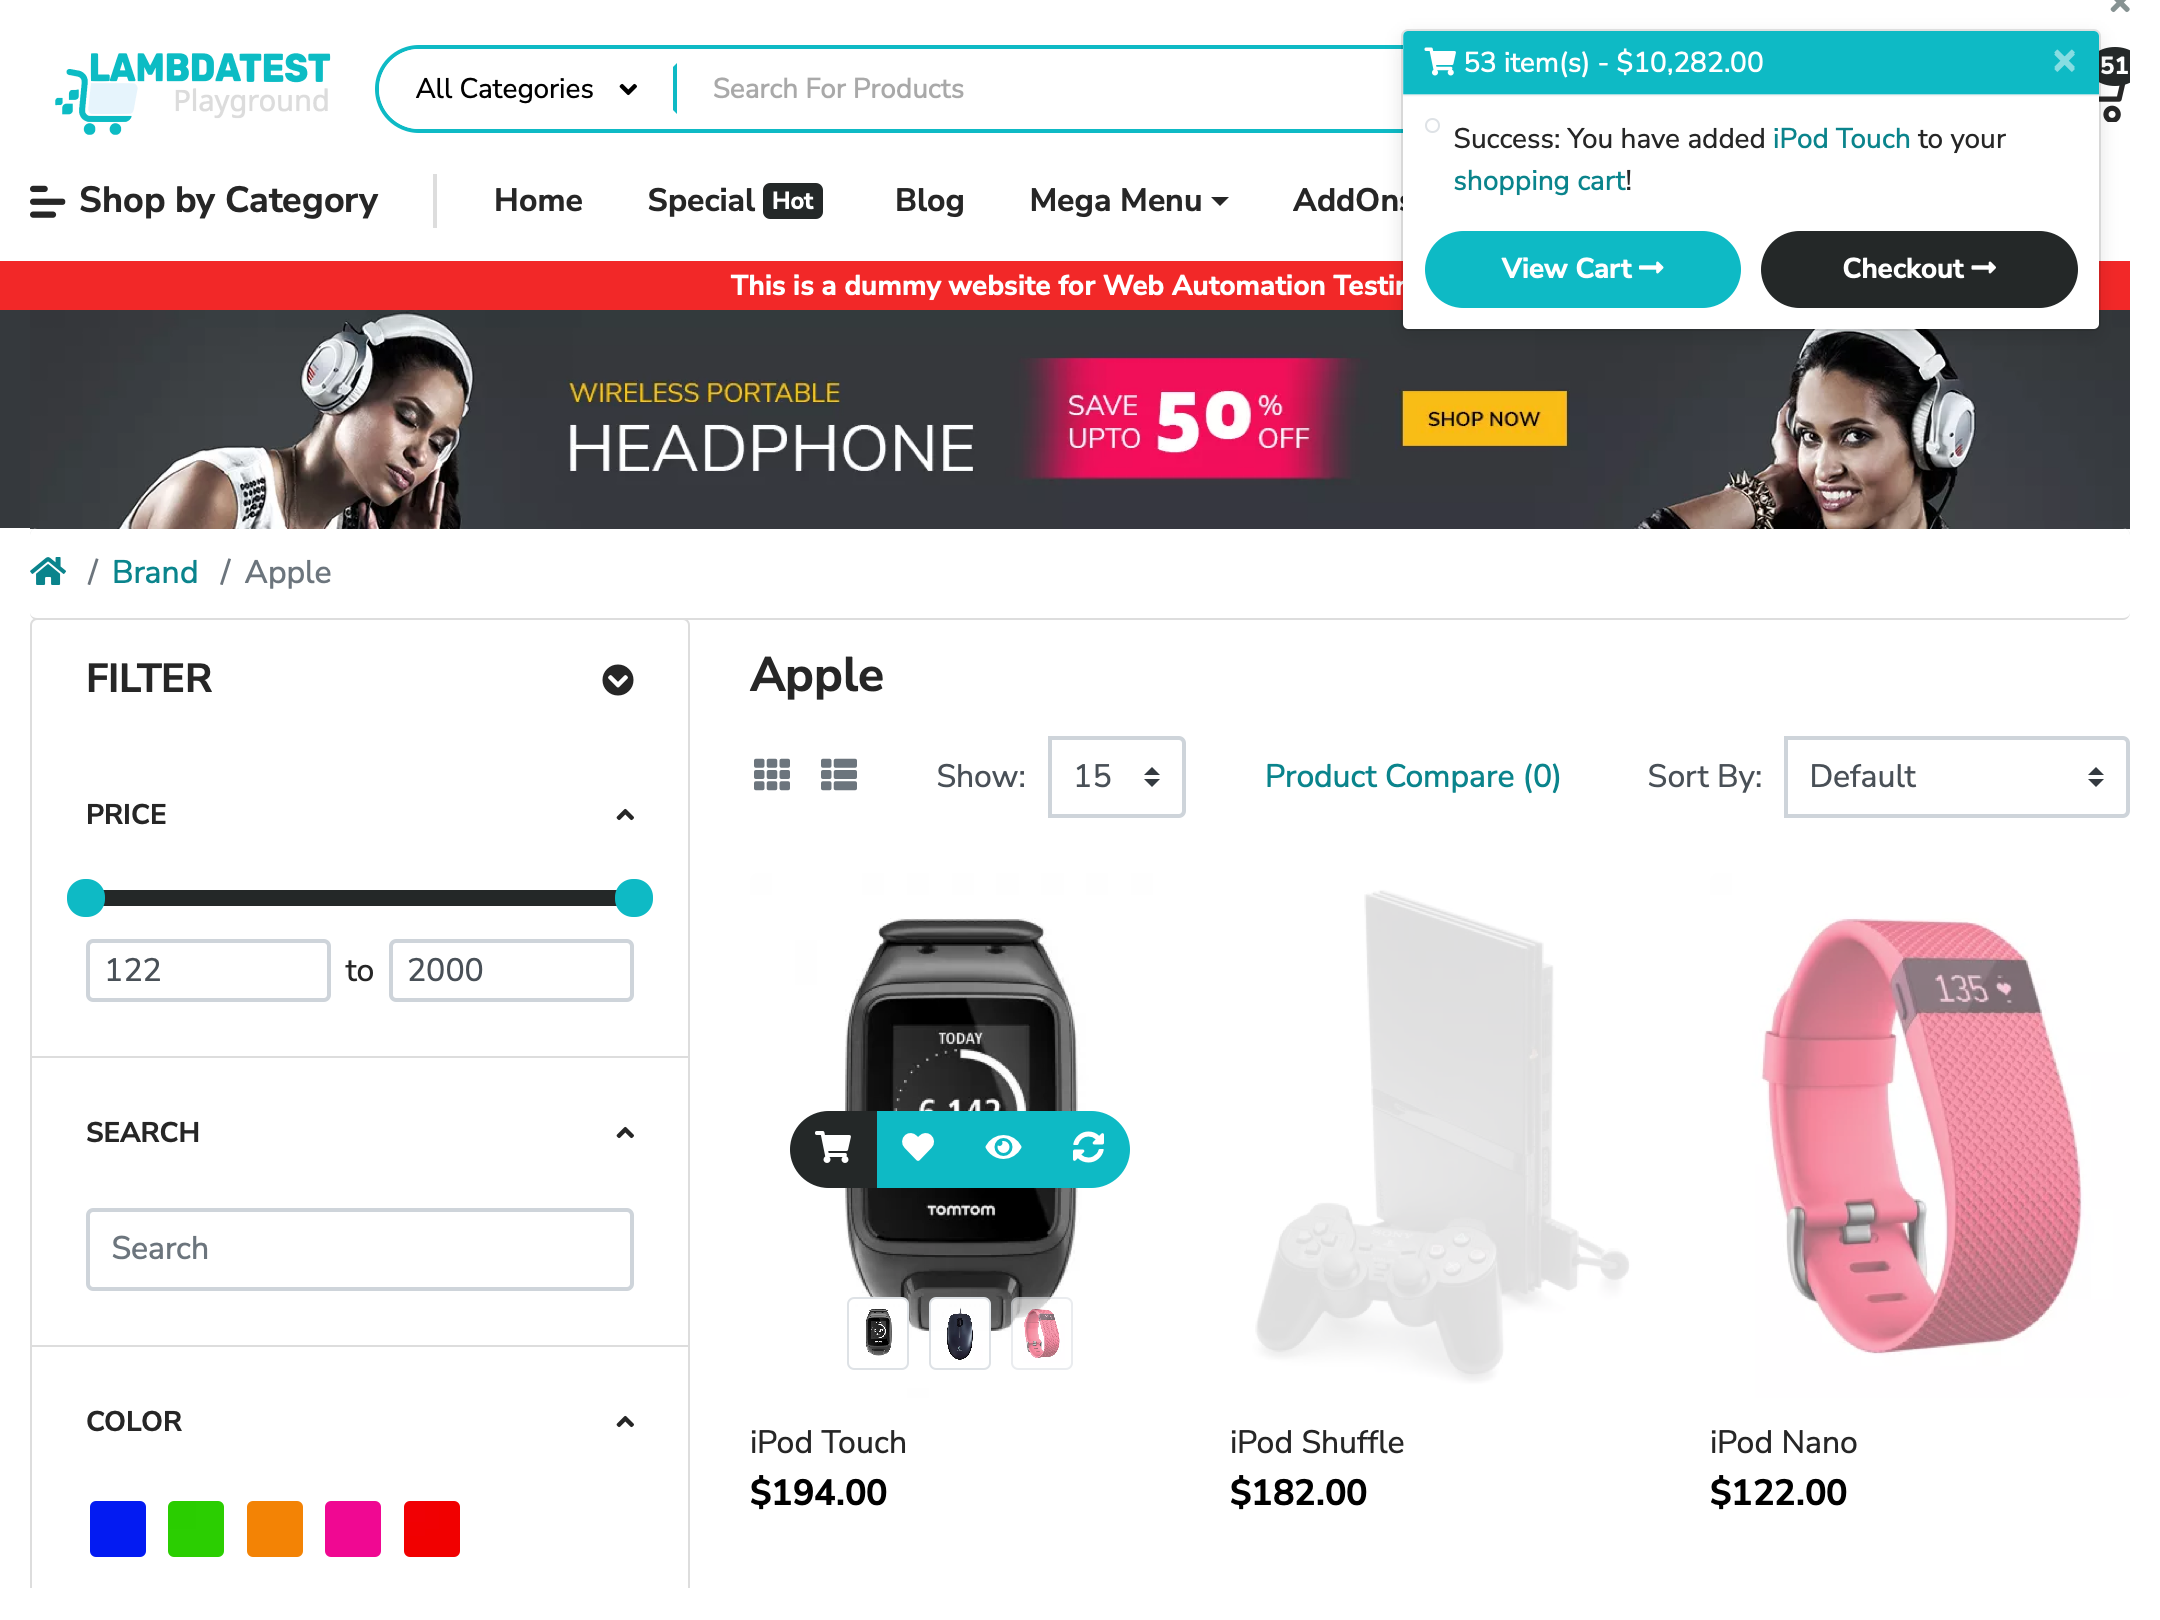 LAMBDATEST
Playground
All Categories
Search For Products
53 item(s) - $10,282.00
51
Success: You have added iPod Touch to your
shopping cart!
View Cart
Checkout
Shop by Category
Home
Special Hot
Blog
Mega Menu
AddOns
This is a dummy website for Web Automation Testin
WIRELESS PORTABLE
HEADPHONE
SAVE
UPTO
50%
OFF
SHOP NOW
/ Brand / Apple
FILTER
PRICE
122 to 2000
SEARCH
Search
COLOR
Apple
Show: 15
Product Compare (0)
Sort By: Default
TODAY
6,142
TOMTOM
135
iPod Touch
$194.00
iPod Shuffle
$182.00
iPod Nano
$122.00